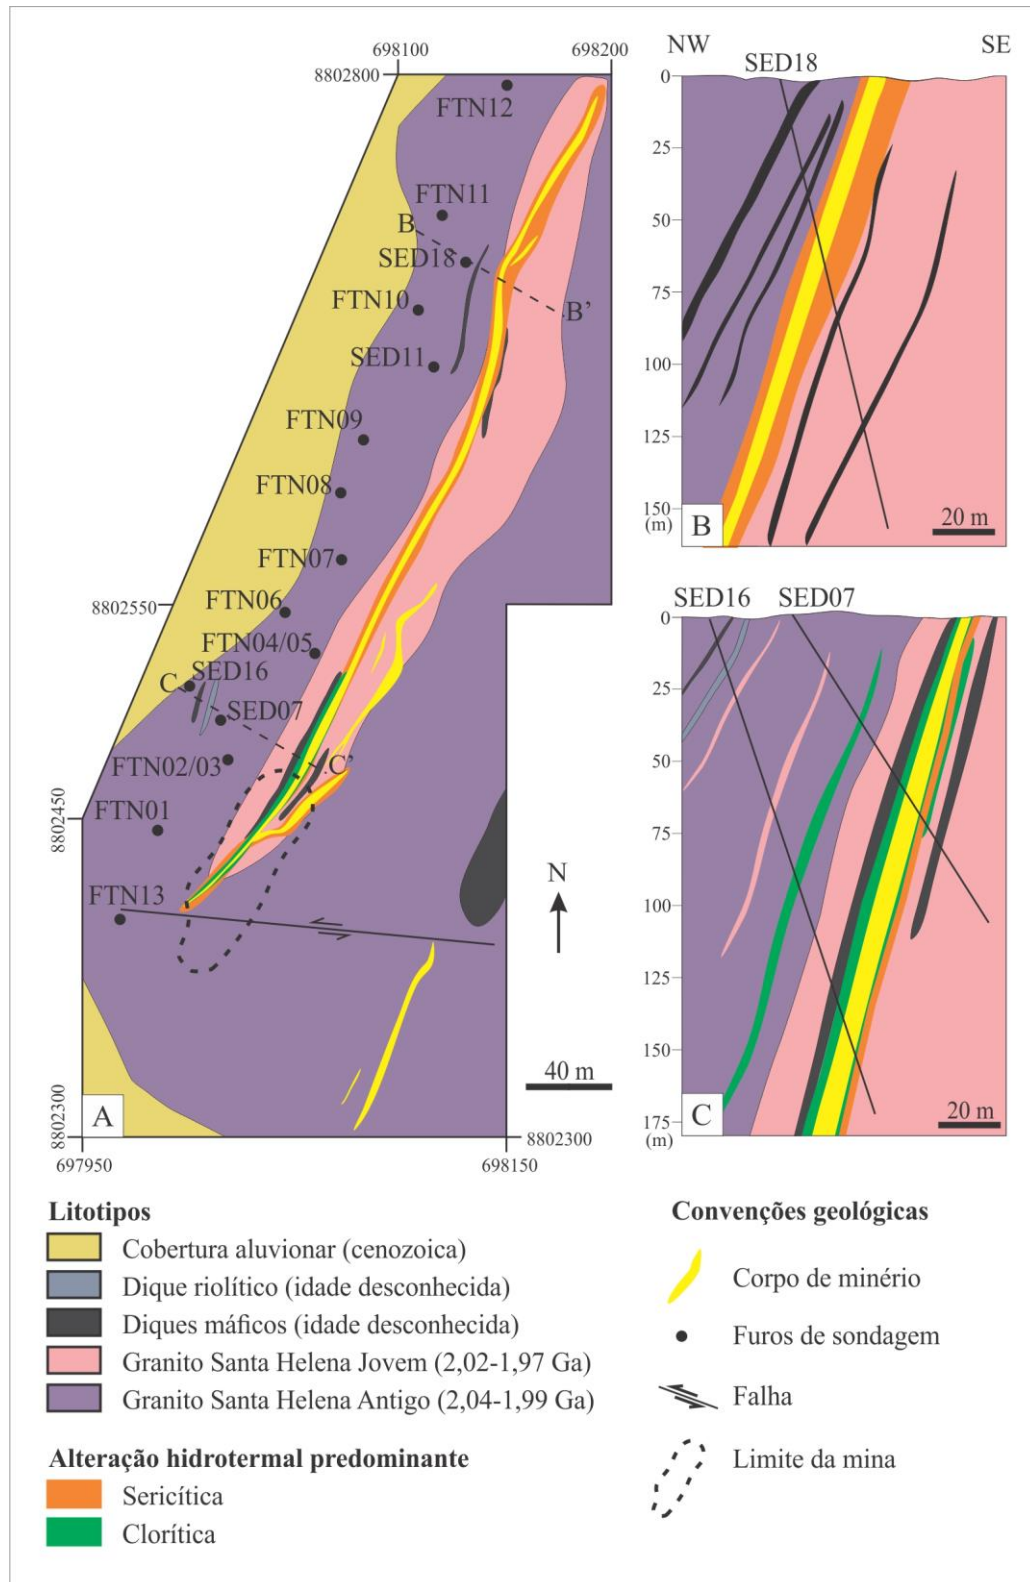 698100
698200
8802800
FTN12
FTN11
B
SED18
FTN10
B'
SED11
FTN09
FTN08
FTN07
8802550
FTN06
FTN04/05
C
SED16
SED07
FTN02/03
C'
FTN01
8802450
FTN13
N
40 m
A
8802300
8802300
697950
698150
NW
SE
SED18
0
25
50
75
100
125
150
(m)
B
20 m
SED16
SED07
0
25
50
75
100
125
150
175
(m)
C
20 m
Litotipos
Cobertura aluvionar (cenozoica)
Dique riolítico (idade desconhecida)
Diques máficos (idade desconhecida)
Granito Santa Helena Jovem (2,02-1,97 Ga)
Granito Santa Helena Antigo (2,04-1,99 Ga)
Alteração hidrotermal predominante
Sericítica
Clorítica
Convenções geológicas
Corpo de minério
Furos de sondagem
Falha
Limite da mina